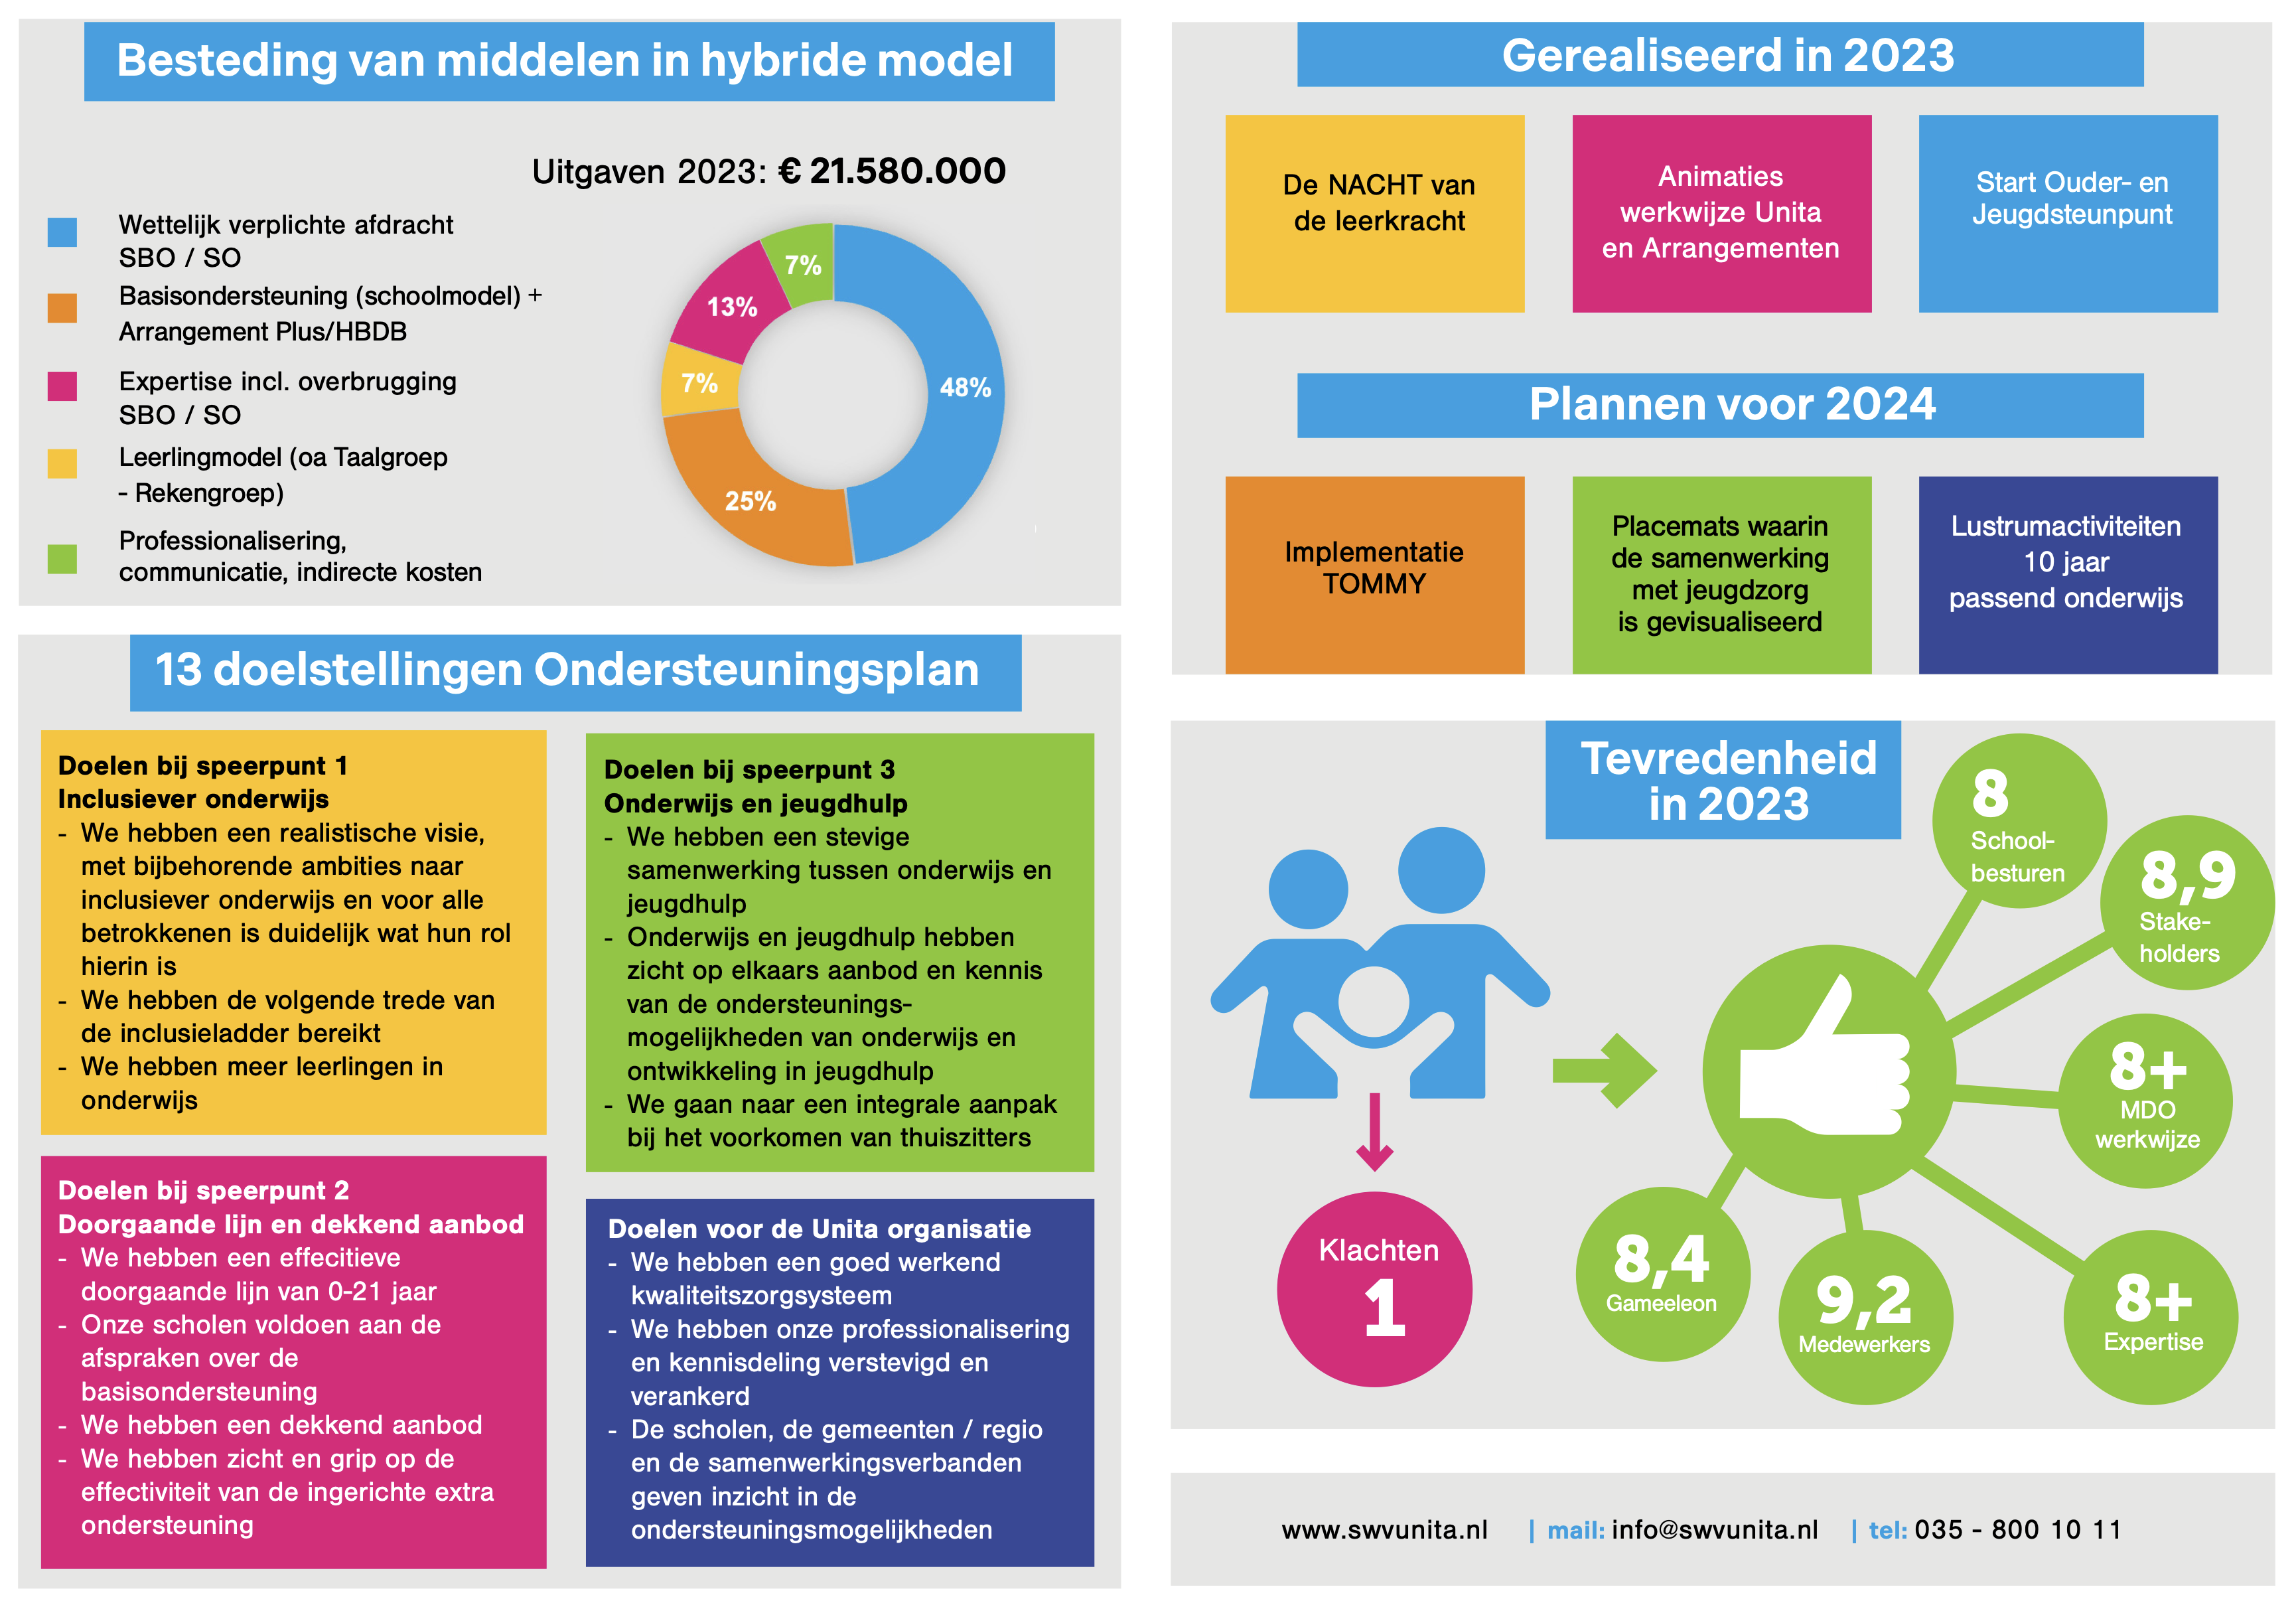 Besteding van middelen in hybride model
Uitgaven 2023: € 21.580.000
Wettelijk verplichte afdracht
SBO / SO
Basisondersteuning (schoolmodel) +
Arrangement Plus/HBDB
Expertise incl. overbrugging
SBO / SO
Leerlingmodel (oa Taalgroep
- Rekengroep)
Professionalisering,
communicatie, indirecte kosten
7%
13%
7%
48%
25%
13 doelstellingen Ondersteuningsplan
Doelen bij speerpunt 1
Inclusiever onderwijs
- We hebben een realistische visie,
met bijbehorende ambities naar
inclusiever onderwijs en voor alle
betrokkenen is duidelijk wat hun rol
hierin is
- We hebben de volgende trede van
de inclusieladder bereikt
- We hebben meer leerlingen in
onderwijs
Doelen bij speerpunt 2
Doorgaande lijn en dekkend aanbod
- We hebben een effecitieve
doorgaande lijn van 0-21 jaar
- Onze scholen voldoen aan de
afspraken over de
basisondersteuning
- We hebben een dekkend aanbod
- We hebben zicht en grip op de
effectiviteit van de ingerichte extra
ondersteuning
Doelen bij speerpunt 3
Onderwijs en jeugdhulp
- We hebben een stevige
samenwerking tussen onderwijs en
jeugdhulp
- Onderwijs en jeugdhulp hebben
zicht op elkaars aanbod en kennis
van de ondersteunings-
mogelijkheden van onderwijs en
ontwikkeling in jeugdhulp
- We gaan naar een integrale aanpak
bij het voorkomen van thuiszitters
Doelen voor de Unita organisatie
- We hebben een goed werkend
kwaliteitszorgsysteem
- We hebben onze professionalisering
en kennisdeling verstevigd en
verankerd
- De scholen, de gemeenten / regio
en de samenwerkingsverbanden
geven inzicht in de
ondersteuningsmogelijkheden
Gerealiseerd in 2023
De NACHT van
de leerkracht
Animaties
werkwijze Unita
en Arrangementen
Start Ouder- en
Jeugdsteunpunt
Plannen voor 2024
Implementatie
TOMMY
Placemats waarin
de samenwerking
met jeugdzorg
is gevisualiseerd
Lustrumactiviteiten
10 jaar
passend onderwijs
Tevredenheid
in 2023
8
School-
besturen
8,9
Stake-
holders
8+
MDO
werkwijze
8+
Expertise
9,2
Medewerkers
8,4
Gameeleon
Klachten
1
www.swvunita.nl | mail: info@swvunita.nl | tel: 035 - 800 10 11